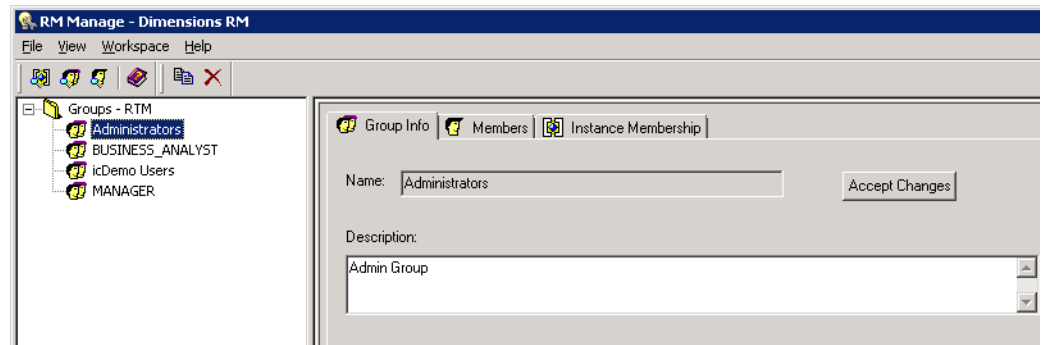 RM Manage - Dimensions RM
File View Workspace Help
Groups - RTM
Administrators
BUSINESS_ANALYST
icDemo Users
MANAGER
Group Info Members Instance Membership
Name: Administrators Accept Changes
Description:
Admin Group